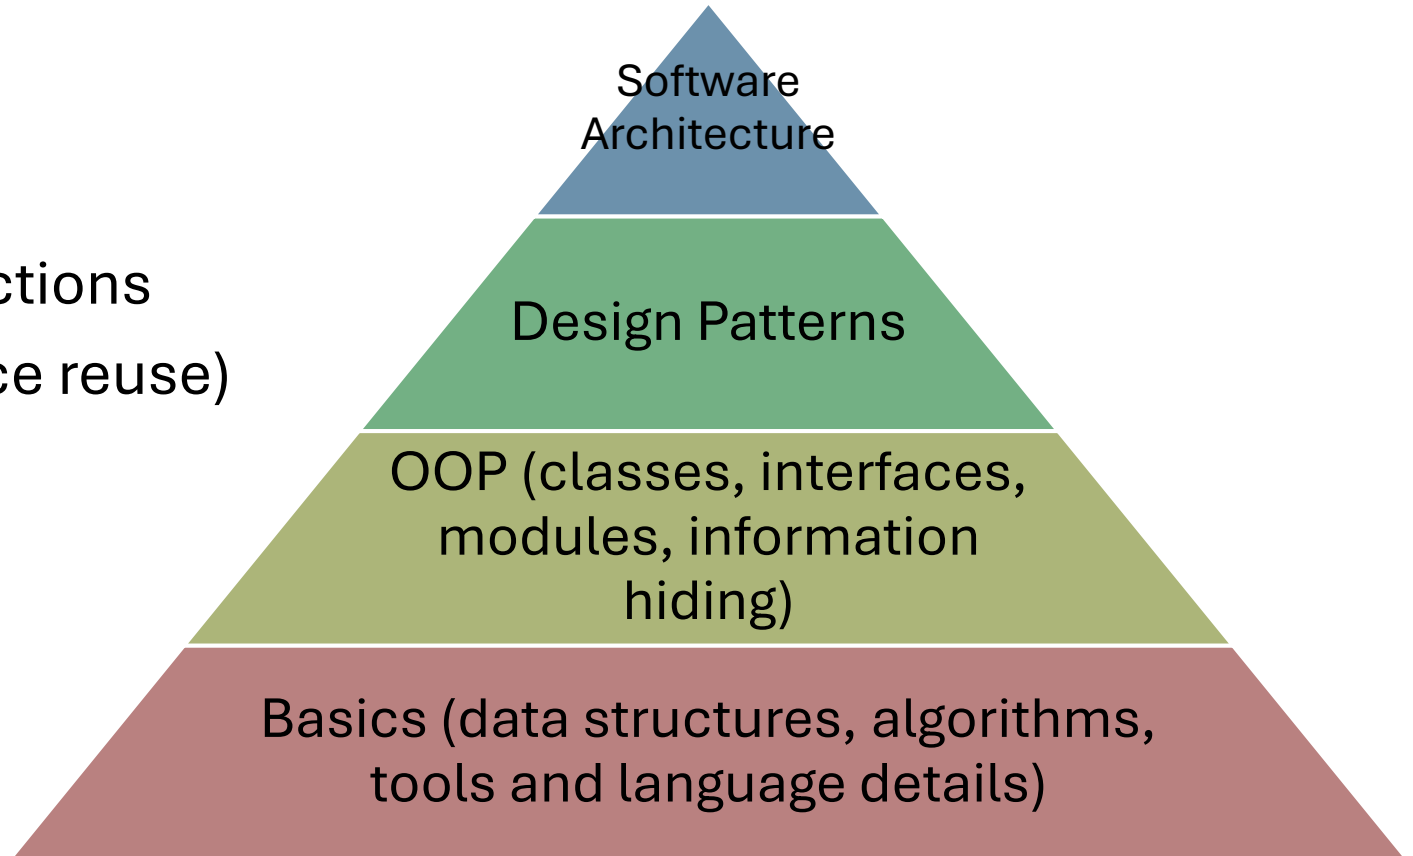 Software
Architecture
ctions
Design Patterns
ce reuse)
OOP (classes, interfaces,
modules, information
hiding)
Basics (data structures, algorithms,
tools and language details)